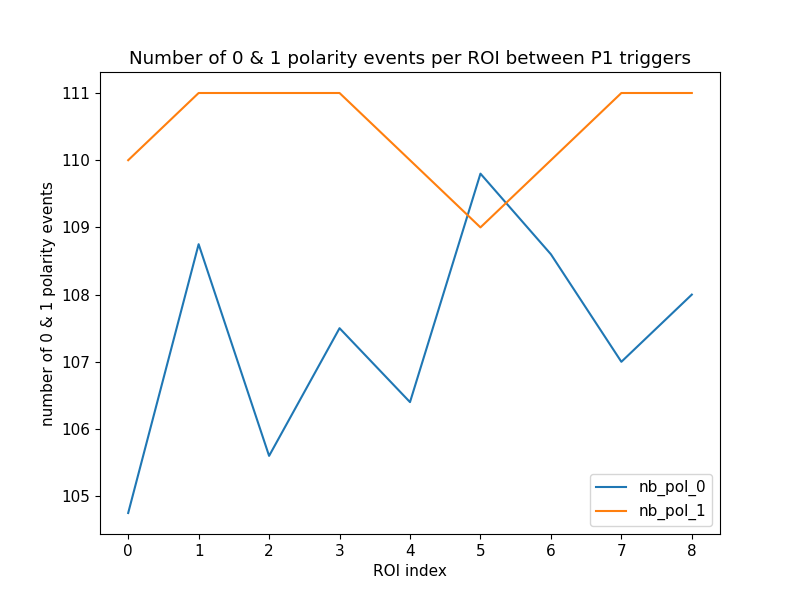 Number of 0 & 1 polarity events per ROI between P1 triggers
111
110
109
108
107
106
105
number of 0 & 1 polarity events
0 1 2 3 4 5 6 7 8
ROI index
nb_pol_0
nb_pol_1